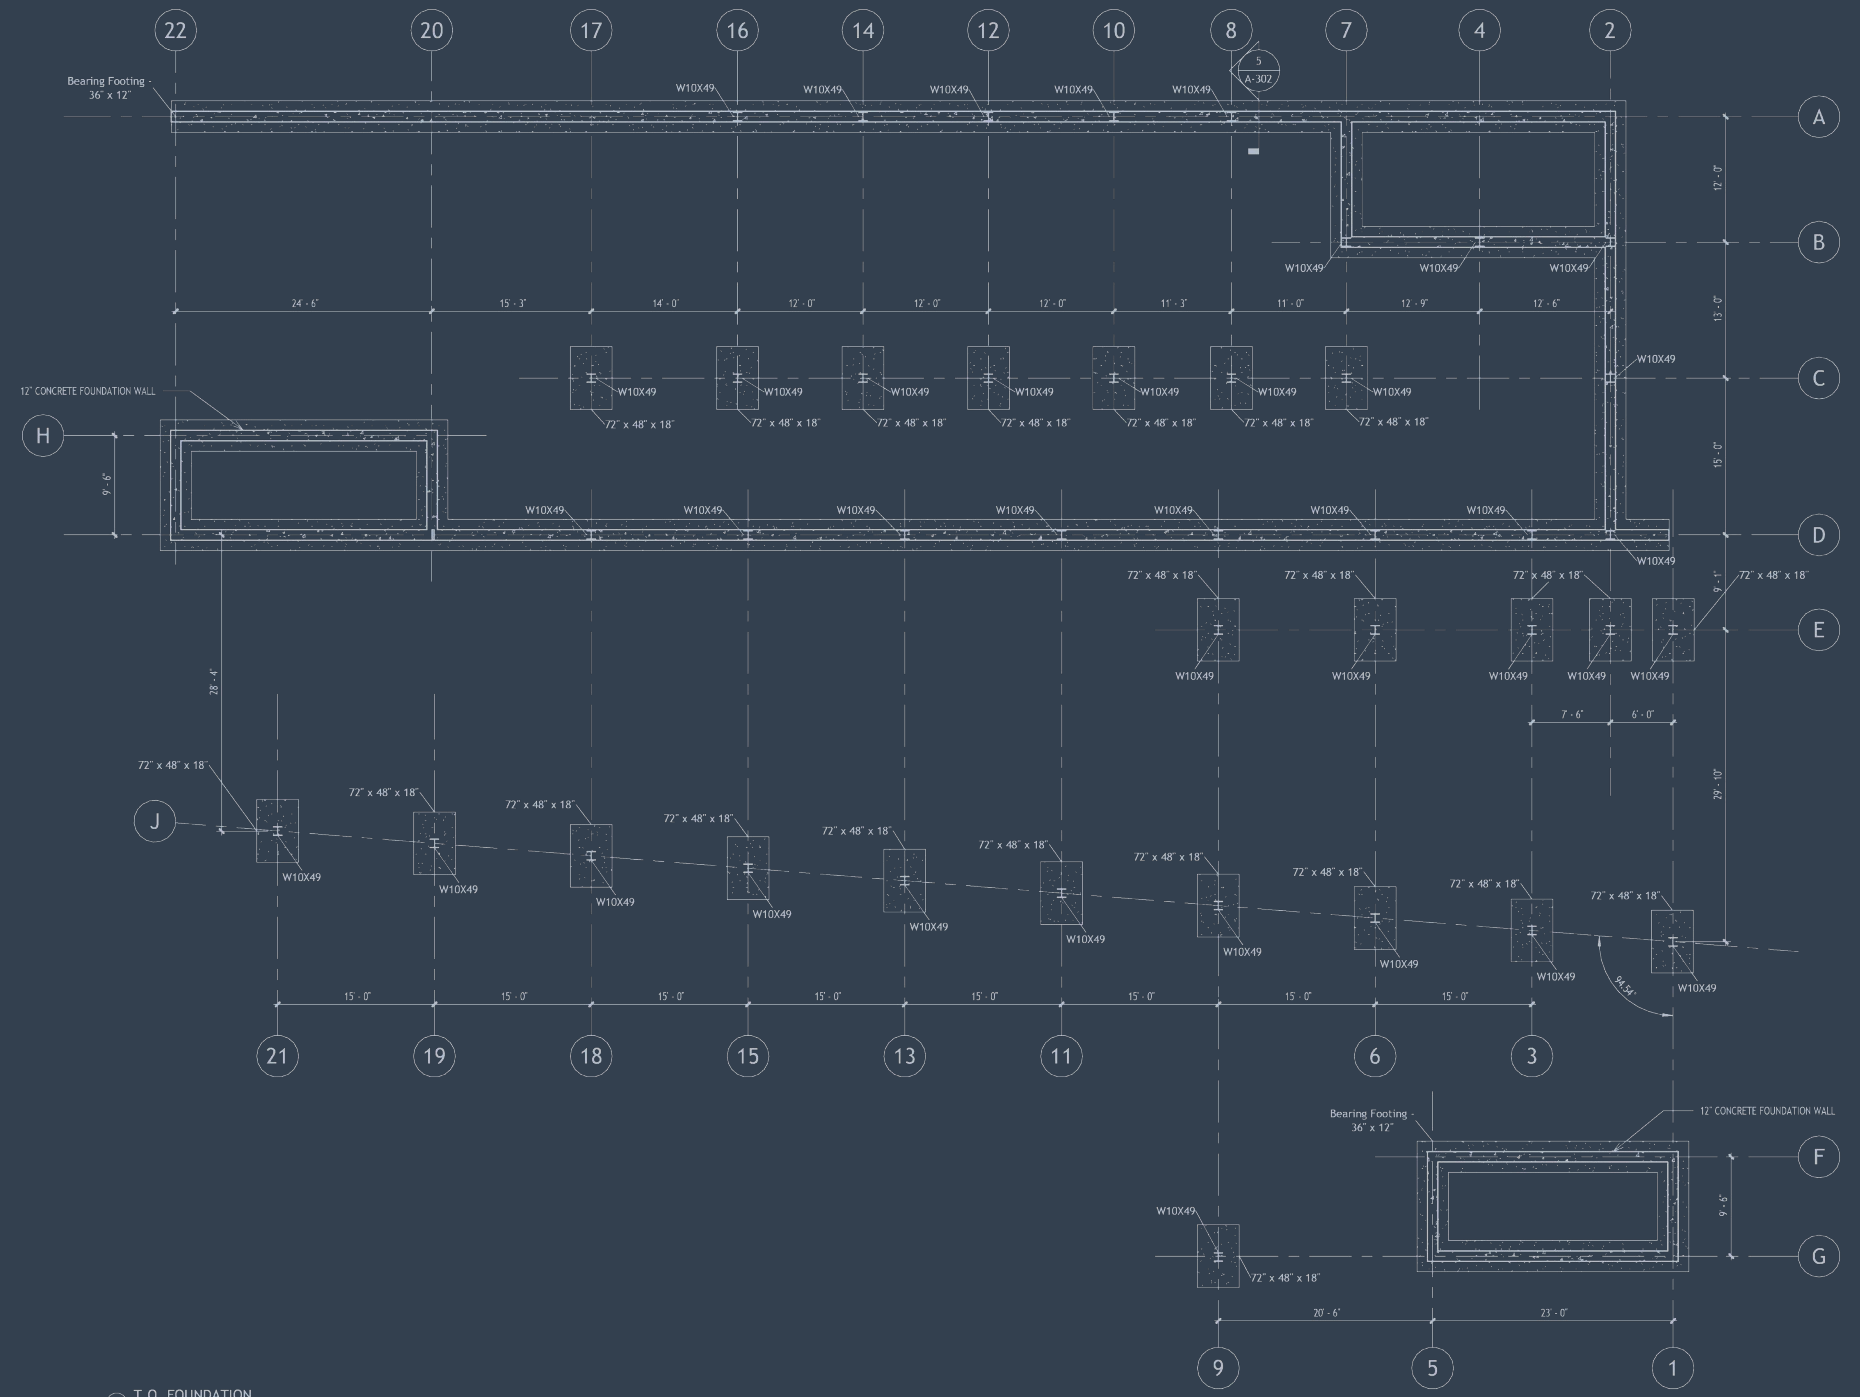 22 20 17 16 14 12 10 8 7 4 2
5
A-302
Bearing Footing -
36" x 12"
W10X49 W10X49 W10X49 W10X49 W10X49
A
12' - 0"
B
W10X49 W10X49 W10X49
24' - 6" 15' - 3" 14' - 0" 12' - 0" 12' - 0" 12' - 0" 11' - 3" 11' - 0" 12' - 9" 12' - 6"
13' - 0"
W10X49
C
12" CONCRETE FOUNDATION WALL
W10X49 W10X49 W10X49 W10X49 W10X49 W10X49 W10X49
72" x 48" x 18" 72" x 48" x 18" 72" x 48" x 18" 72" x 48" x 18" 72" x 48" x 18" 72" x 48" x 18" 72" x 48" x 18"
H
9' - 6"
15' - 0"
W10X49 W10X49 W10X49 W10X49 W10X49 W10X49 W10X49
D
W10X49
72" x 48" x 18" 72" x 48" x 18" 72" x 48" x 18" 72" x 48" x 18"
9' - 1"
E
W10X49 W10X49 W10X49 W10X49 W10X49
28' - 4"
7' - 6" 6' - 0"
29' - 10"
72" x 48" x 18" 72" x 48" x 18" 72" x 48" x 18" 72" x 48" x 18" 72" x 48" x 18" 72" x 48" x 18" 72" x 48" x 18" 72" x 48" x 18" 72" x 48" x 18" 72" x 48" x 18"
J
W10X49 W10X49 W10X49 W10X49 W10X49 W10X49 W10X49 W10X49 W10X49 W10X49
94.54°
15' - 0" 15' - 0" 15' - 0" 15' - 0" 15' - 0" 15' - 0" 15' - 0" 15' - 0"
21 19 18 15 13 11 6 3
Bearing Footing -
36" x 12"
12" CONCRETE FOUNDATION WALL
F
9' - 6"
W10X49
G
72" x 48" x 18"
20' - 6" 23' - 0"
9 5 1
T.O. FOUNDATION